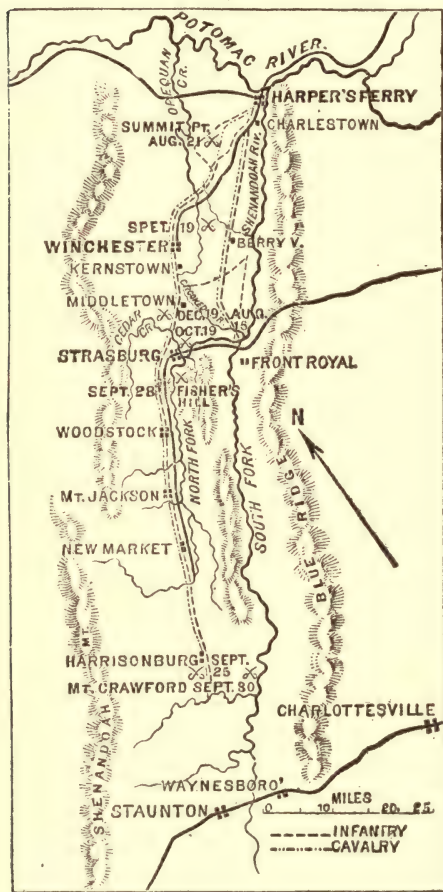 POTOMAC RIVER.
OPEQUAN CR.
HARPER'S FERRY
CHARLESTOWN
SUMMIT PT.
AUG. 21
SHENANDOAH RIV.
SPET. 19
WINCHESTER
BERRY V.
KERNSTOWN
MIDDLETOWN
DEC. 19
AUG. 15
CEDAR CR.
OCT. 19
STRASBURG
FRONT ROYAL
SEPT. 28
FISHER'S HILL
N
WOODSTOCK
NORTH FORK
SOUTH FORK
MT. JACKSON
BLUE RIDGE
NEW MARKET
HARRISONBURG SEPT. 25
MT. CRAWFORD SEPT. 30
SHENANDOAH MT.
CHARLOTTESVILLE
WAYNESBORO'
STAUNTON
MILES
0 10 20 25
INFANTRY
CAVALRY